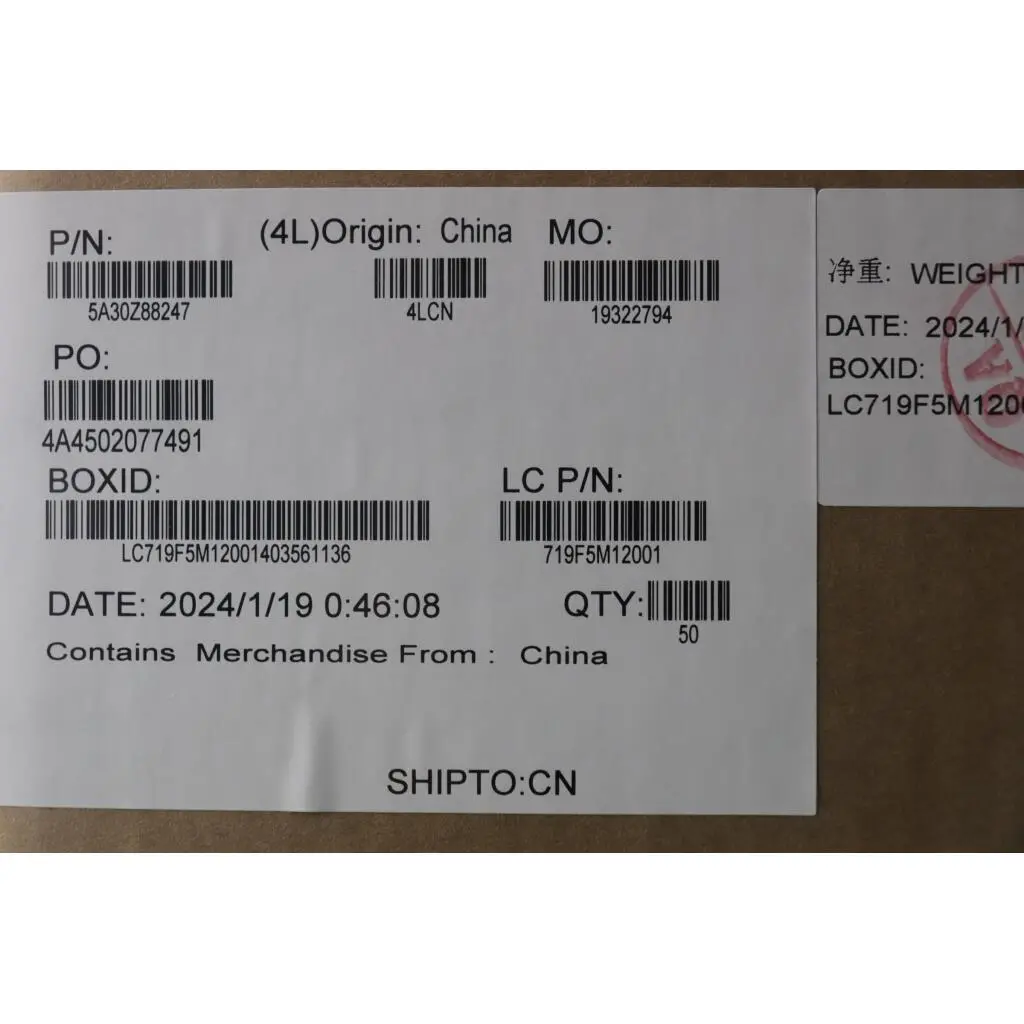 P/N: (4L)Origin: China MO:
5A30Z88247 4LCN 19322794
PO:
4A4502077491
BOXID: LC P/N:
LC719F5M12001403561136 719F5M12001
DATE: 2024/1/19 0:46:08 QTY:
50
Contains Merchandise From : China
SHIPTO:CN
净重: WEIGHT
DATE: 2024/1/
BOXID:
LC719F5M1200